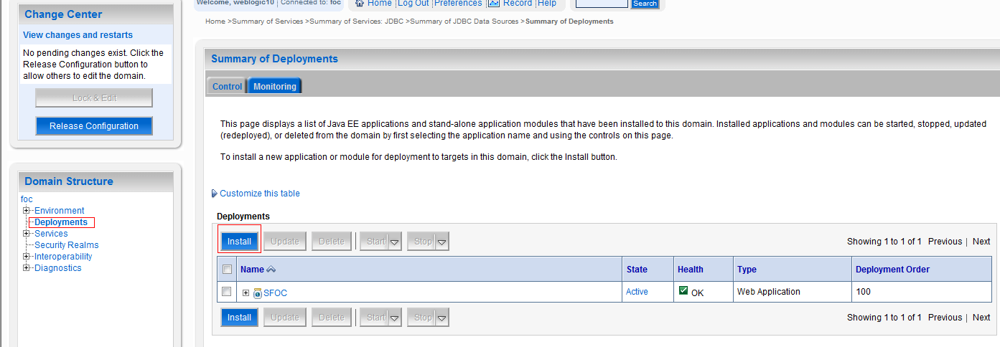 Change Center
View changes and restarts
No pending changes exist. Click the
Release Configuration button to
allow others to edit the domain.
Lock & Edit
Release Configuration
Domain Structure
foc
Environment
Deployments
Services
Security Realms
Interoperability
Diagnostics
Welcome, weblogic10 Connected to: foc Home Log Out Preferences Record Help Search
Home >Summary of Services >Summary of Services: JDBC >Summary of JDBC Data Sources >Summary of Deployments
Summary of Deployments
Control Monitoring
This page displays a list of Java EE applications and stand-alone application modules that have been installed to this domain. Installed applications and modules can be started, stopped, updated
(redeployed), or deleted from the domain by first selecting the application name and using the controls on this page.
To install a new application or module for deployment to targets in this domain, click the Install button.
Customize this table
Deployments
Install Update Delete Start Stop Showing 1 to 1 of 1 Previous | Next
Name State Health Type Deployment Order
SFOC Active OK Web Application 100
Install Update Delete Start Stop Showing 1 to 1 of 1 Previous | Next